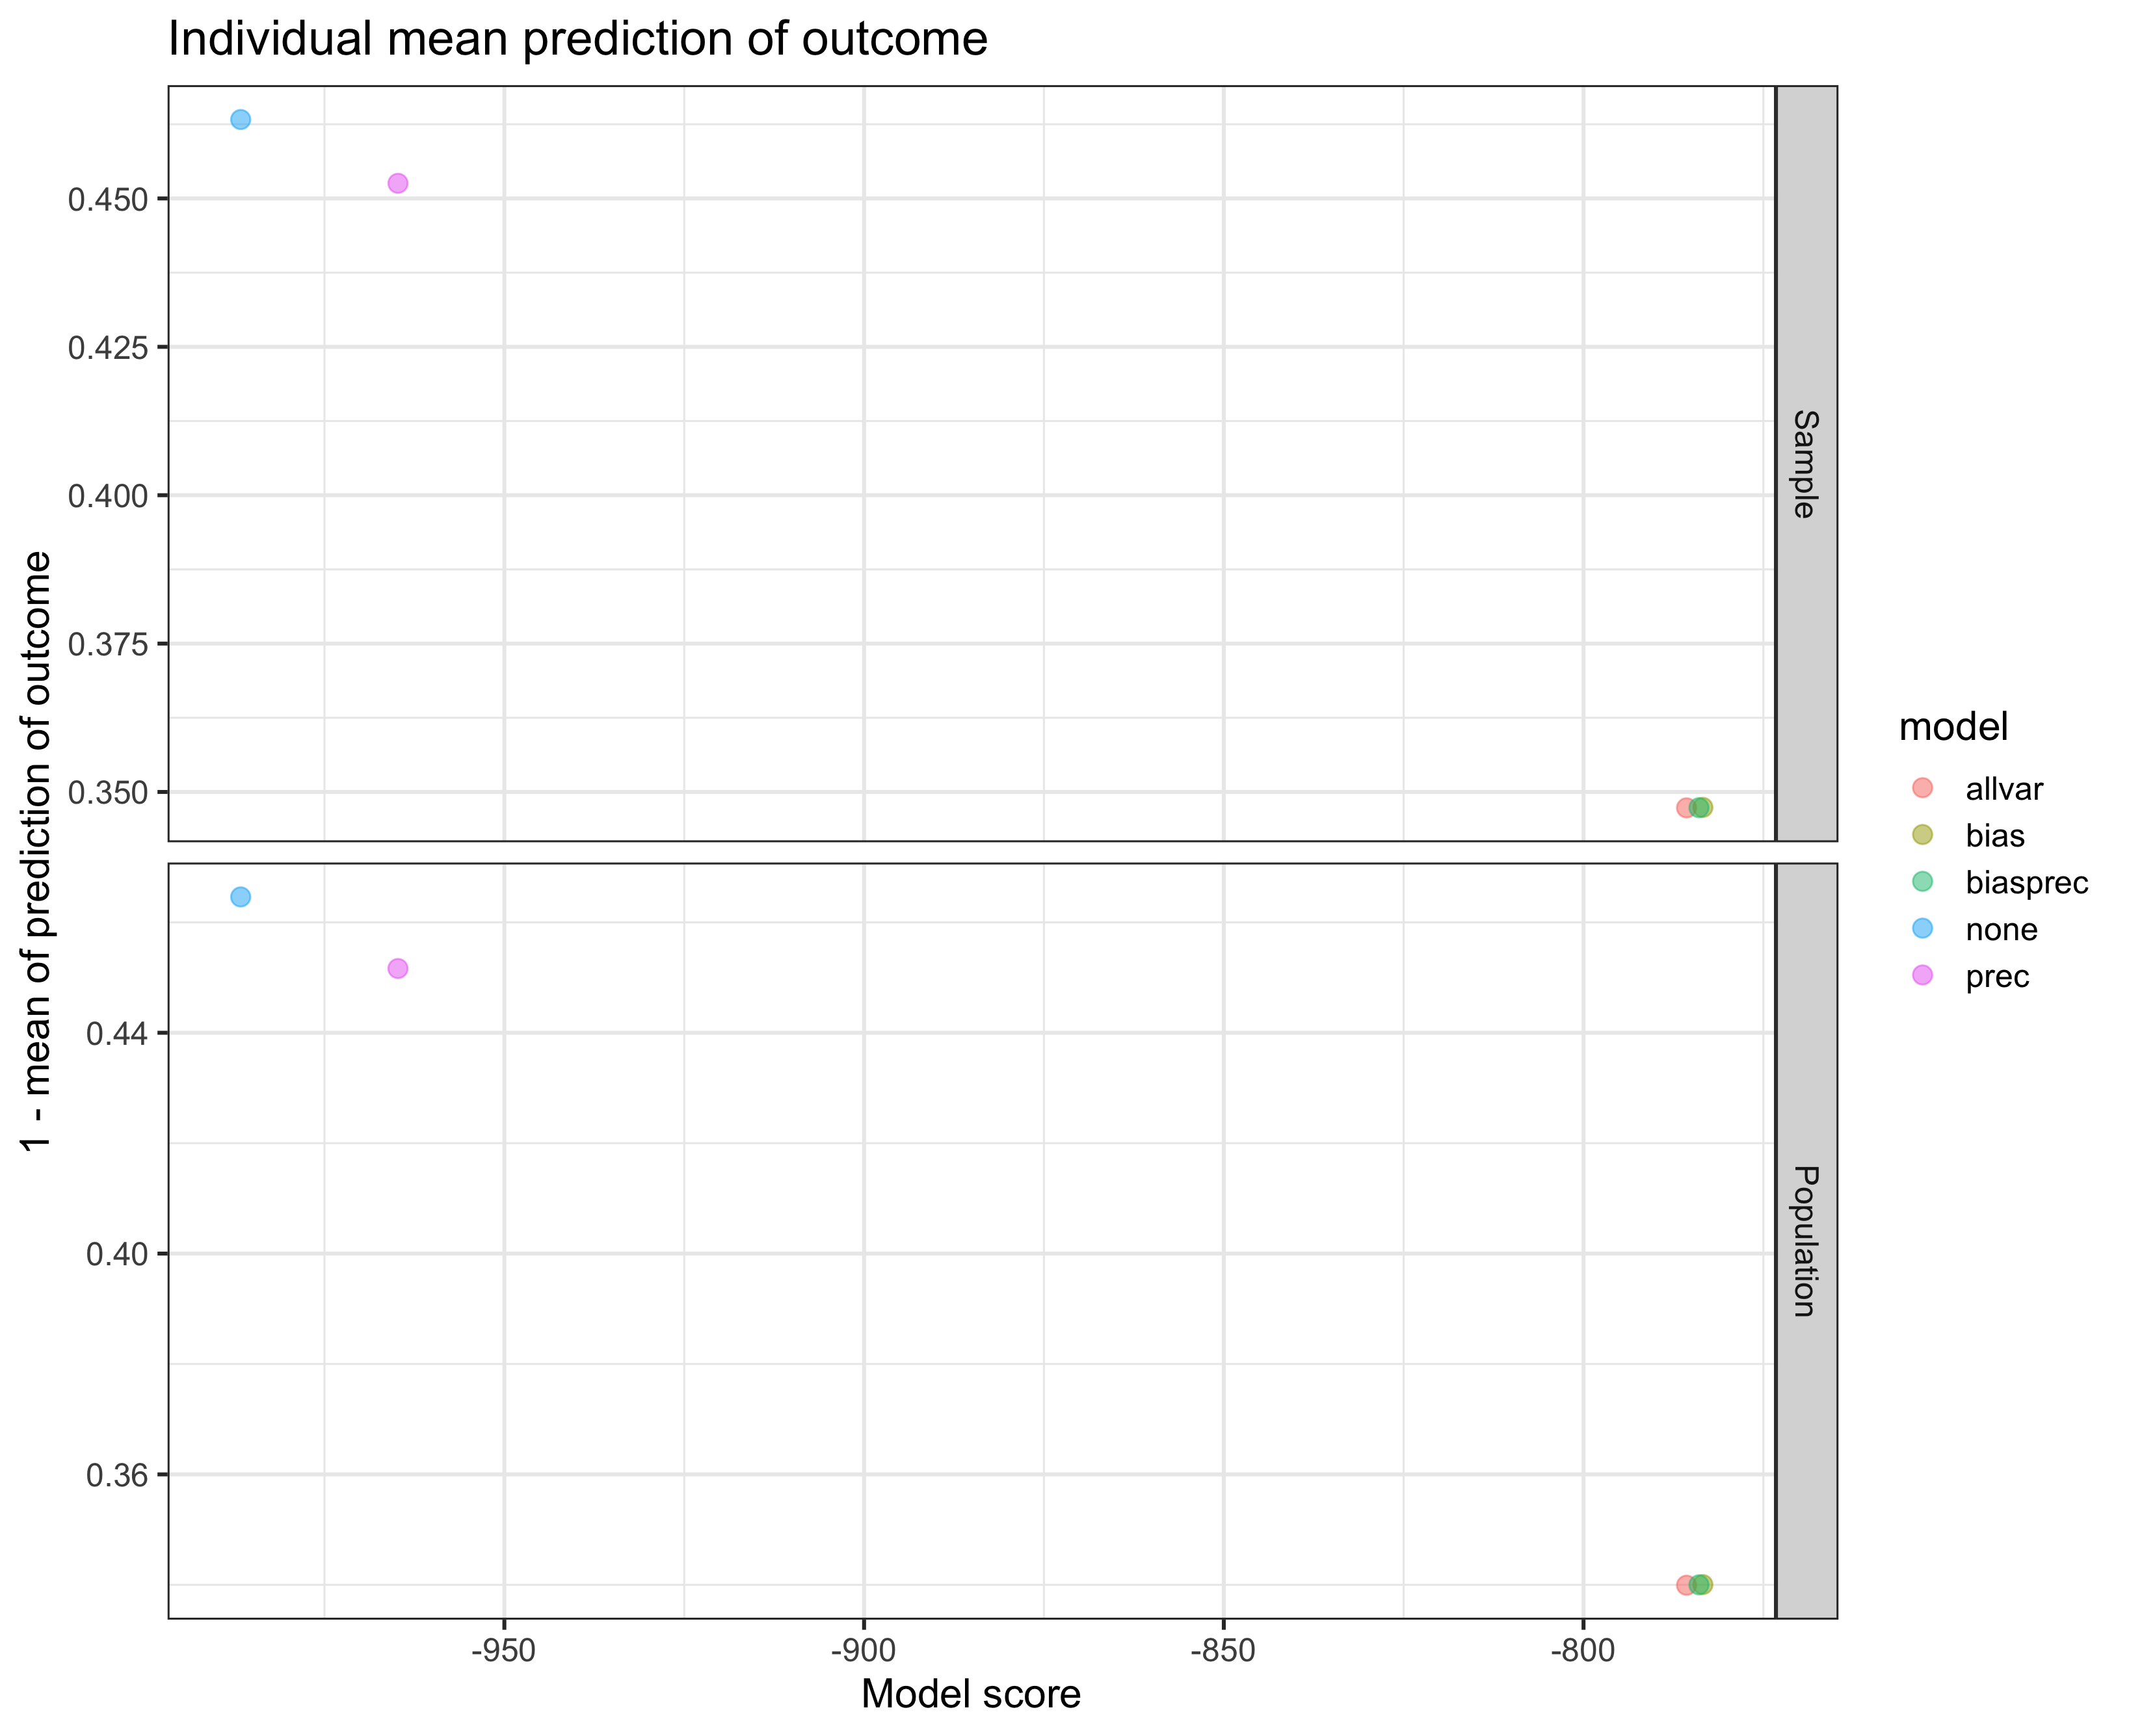 Individual mean prediction of outcome
1 - mean of prediction of outcome
0.450
0.425
0.400
0.375
0.350
Sample
0.44
0.40
0.36
Population
-950
-900
-850
-800
Model score
model
allvar
bias
biasprec
none
prec